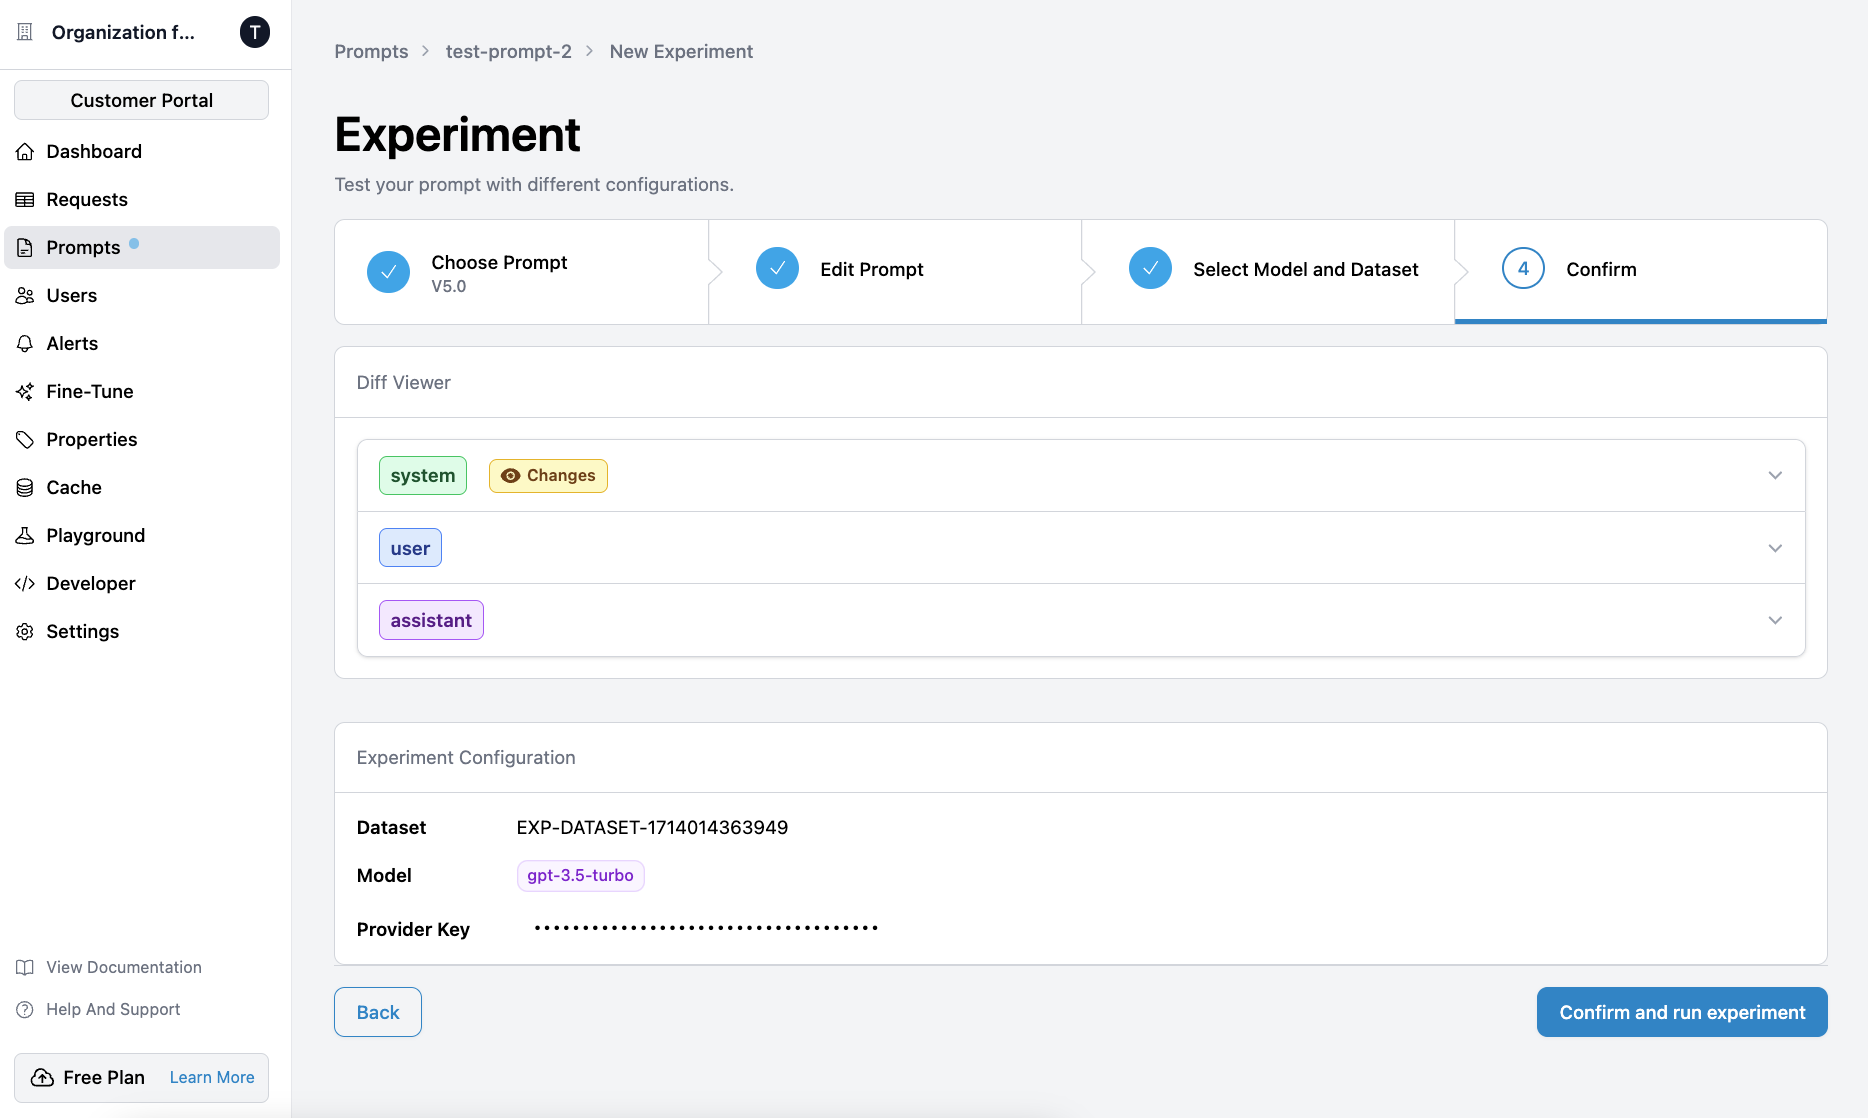 Organization f...
T
Customer Portal
Dashboard
Requests
Prompts
Users
Alerts
Fine-Tune
Properties
Cache
Playground
Developer
Settings
View Documentation
Help And Support
Free Plan Learn More
Prompts > test-prompt-2 > New Experiment
Experiment
Test your prompt with different configurations.
Choose Prompt
V5.0
Edit Prompt
Select Model and Dataset
4 Confirm
Diff Viewer
system Changes
user
assistant
Experiment Configuration
Dataset EXP-DATASET-1714014363949
Model gpt-3.5-turbo
Provider Key ••••••••••••••••••••••••••••••••••••
Back
Confirm and run experiment